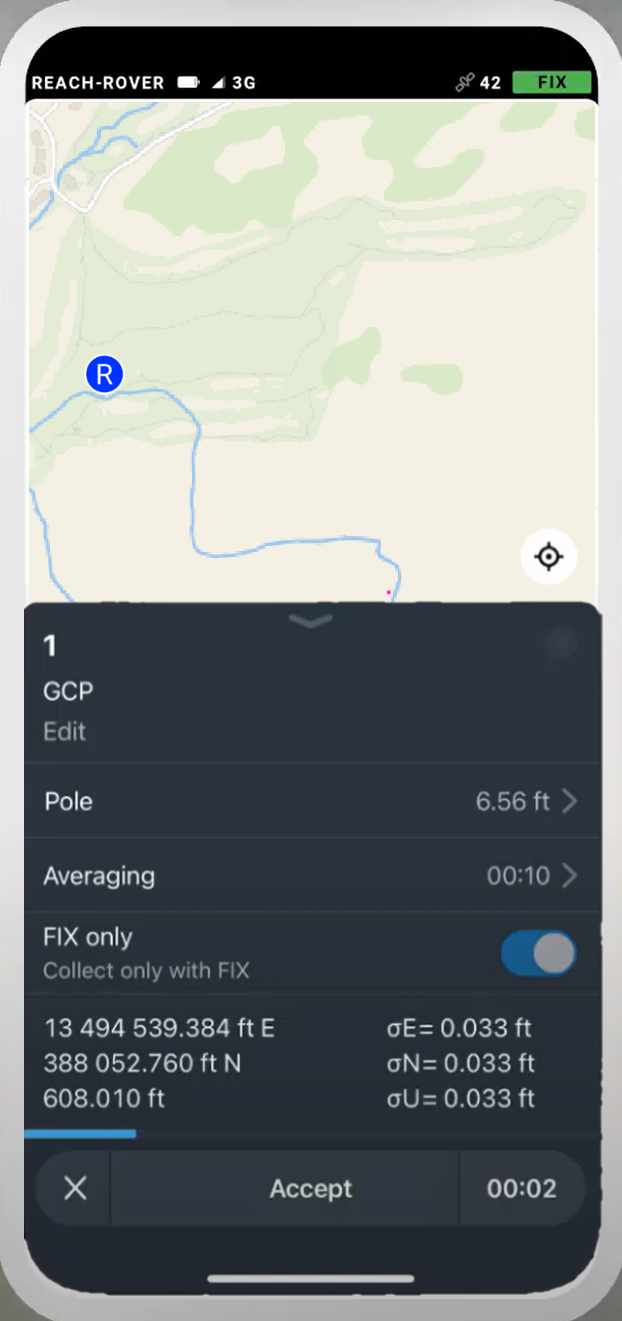 REACH-ROVER 3G 42 FIX
R
1
GCP
Edit
Pole 6.56 ft
Averaging 00:10
FIX only
Collect only with FIX
13 494 539.384 ft E σE= 0.033 ft
388 052.760 ft N σN= 0.033 ft
608.010 ft σU= 0.033 ft
Accept 00:02